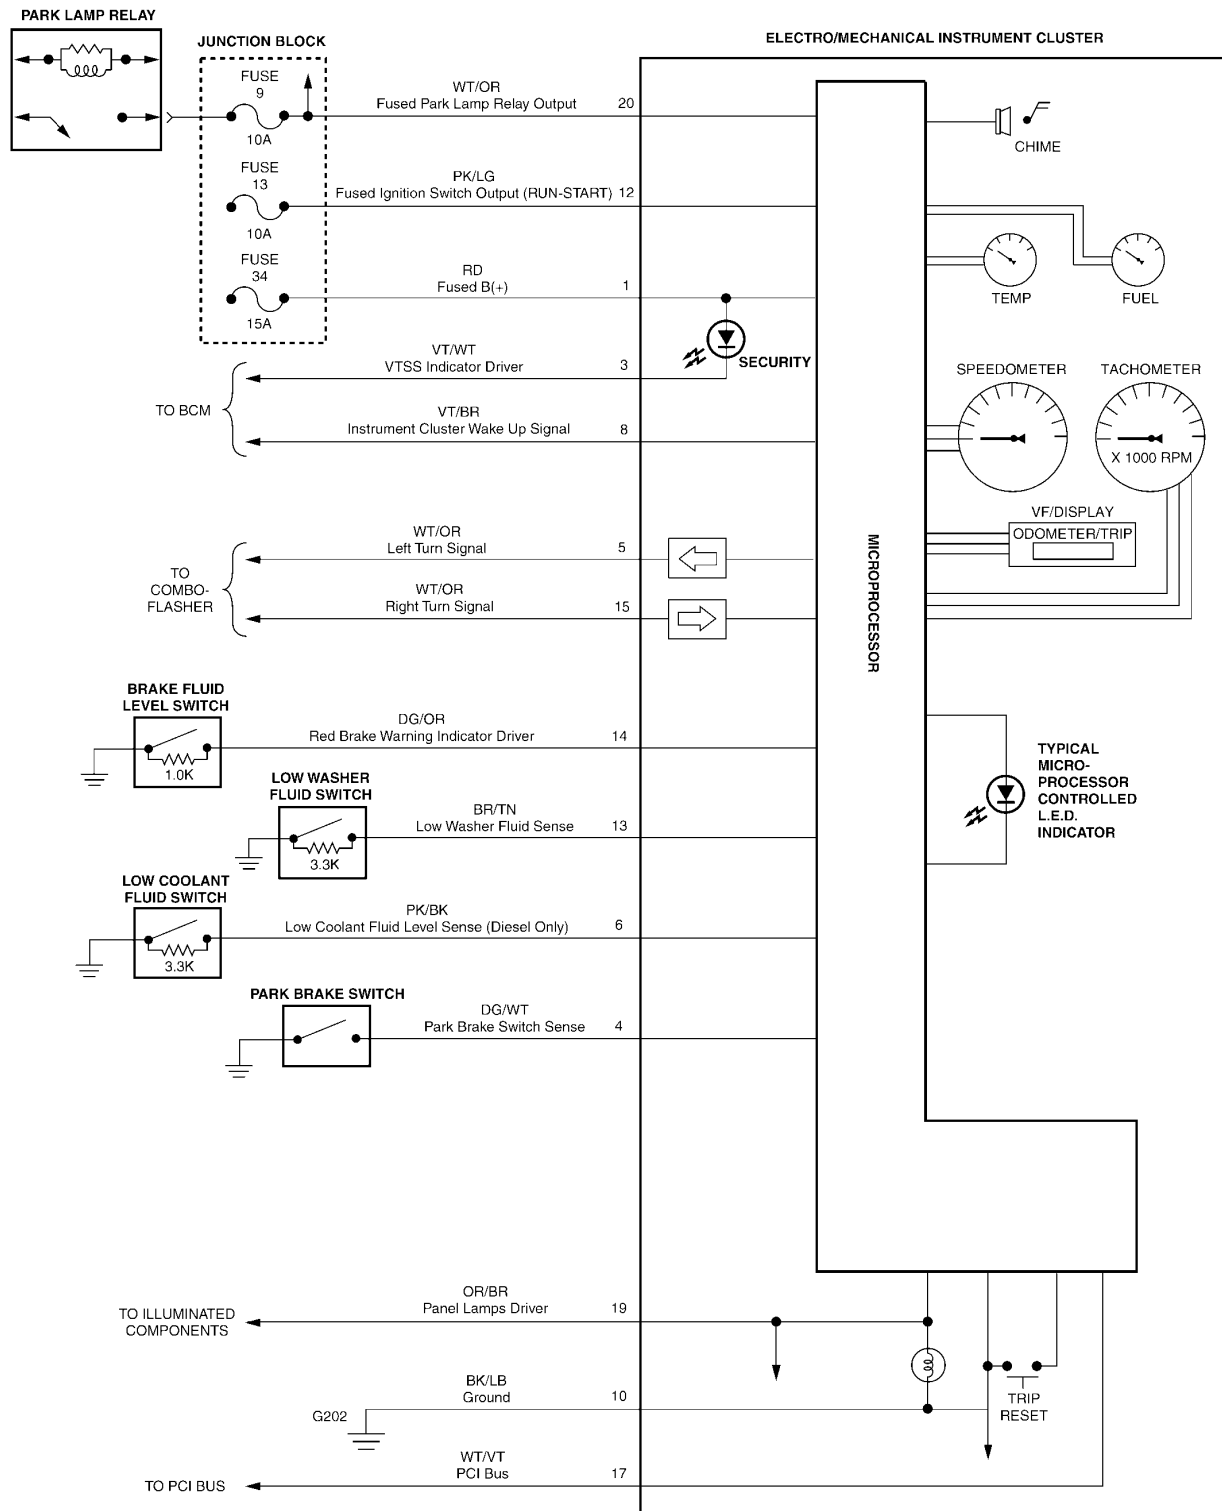 PARK LAMP RELAY
JUNCTION BLOCK
ELECTRO/MECHANICAL INSTRUMENT CLUSTER
FUSE
9
10A
WT/OR
Fused Park Lamp Relay Output 20
CHIME
FUSE
13
10A
PK/LG
Fused Ignition Switch Output (RUN-START) 12
TEMP
FUEL
FUSE
34
15A
RD
Fused B(+) 1
SECURITY
TO BCM
VT/WT
VTSS Indicator Driver 3
VT/BR
Instrument Cluster Wake Up Signal 8
SPEEDOMETER
TACHOMETER
X 1000 RPM
VF/DISPLAY
ODOMETER/TRIP
MICROPROCESSOR
TO
COMBO-
FLASHER
WT/OR
Left Turn Signal 5
WT/OR
Right Turn Signal 15
BRAKE FLUID
LEVEL SWITCH
1.0K
DG/OR
Red Brake Warning Indicator Driver 14
TYPICAL
MICRO-
PROCESSOR
CONTROLLED
L.E.D.
INDICATOR
LOW WASHER
FLUID SWITCH
3.3K
BR/TN
Low Washer Fluid Sense 13
LOW COOLANT
FLUID SWITCH
3.3K
PK/BK
Low Coolant Fluid Level Sense (Diesel Only) 6
PARK BRAKE SWITCH
DG/WT
Park Brake Switch Sense 4
TO ILLUMINATED
COMPONENTS
OR/BR
Panel Lamps Driver 19
TRIP
RESET
G202
BK/LB
Ground 10
TO PCI BUS
WT/VT
PCI Bus 17